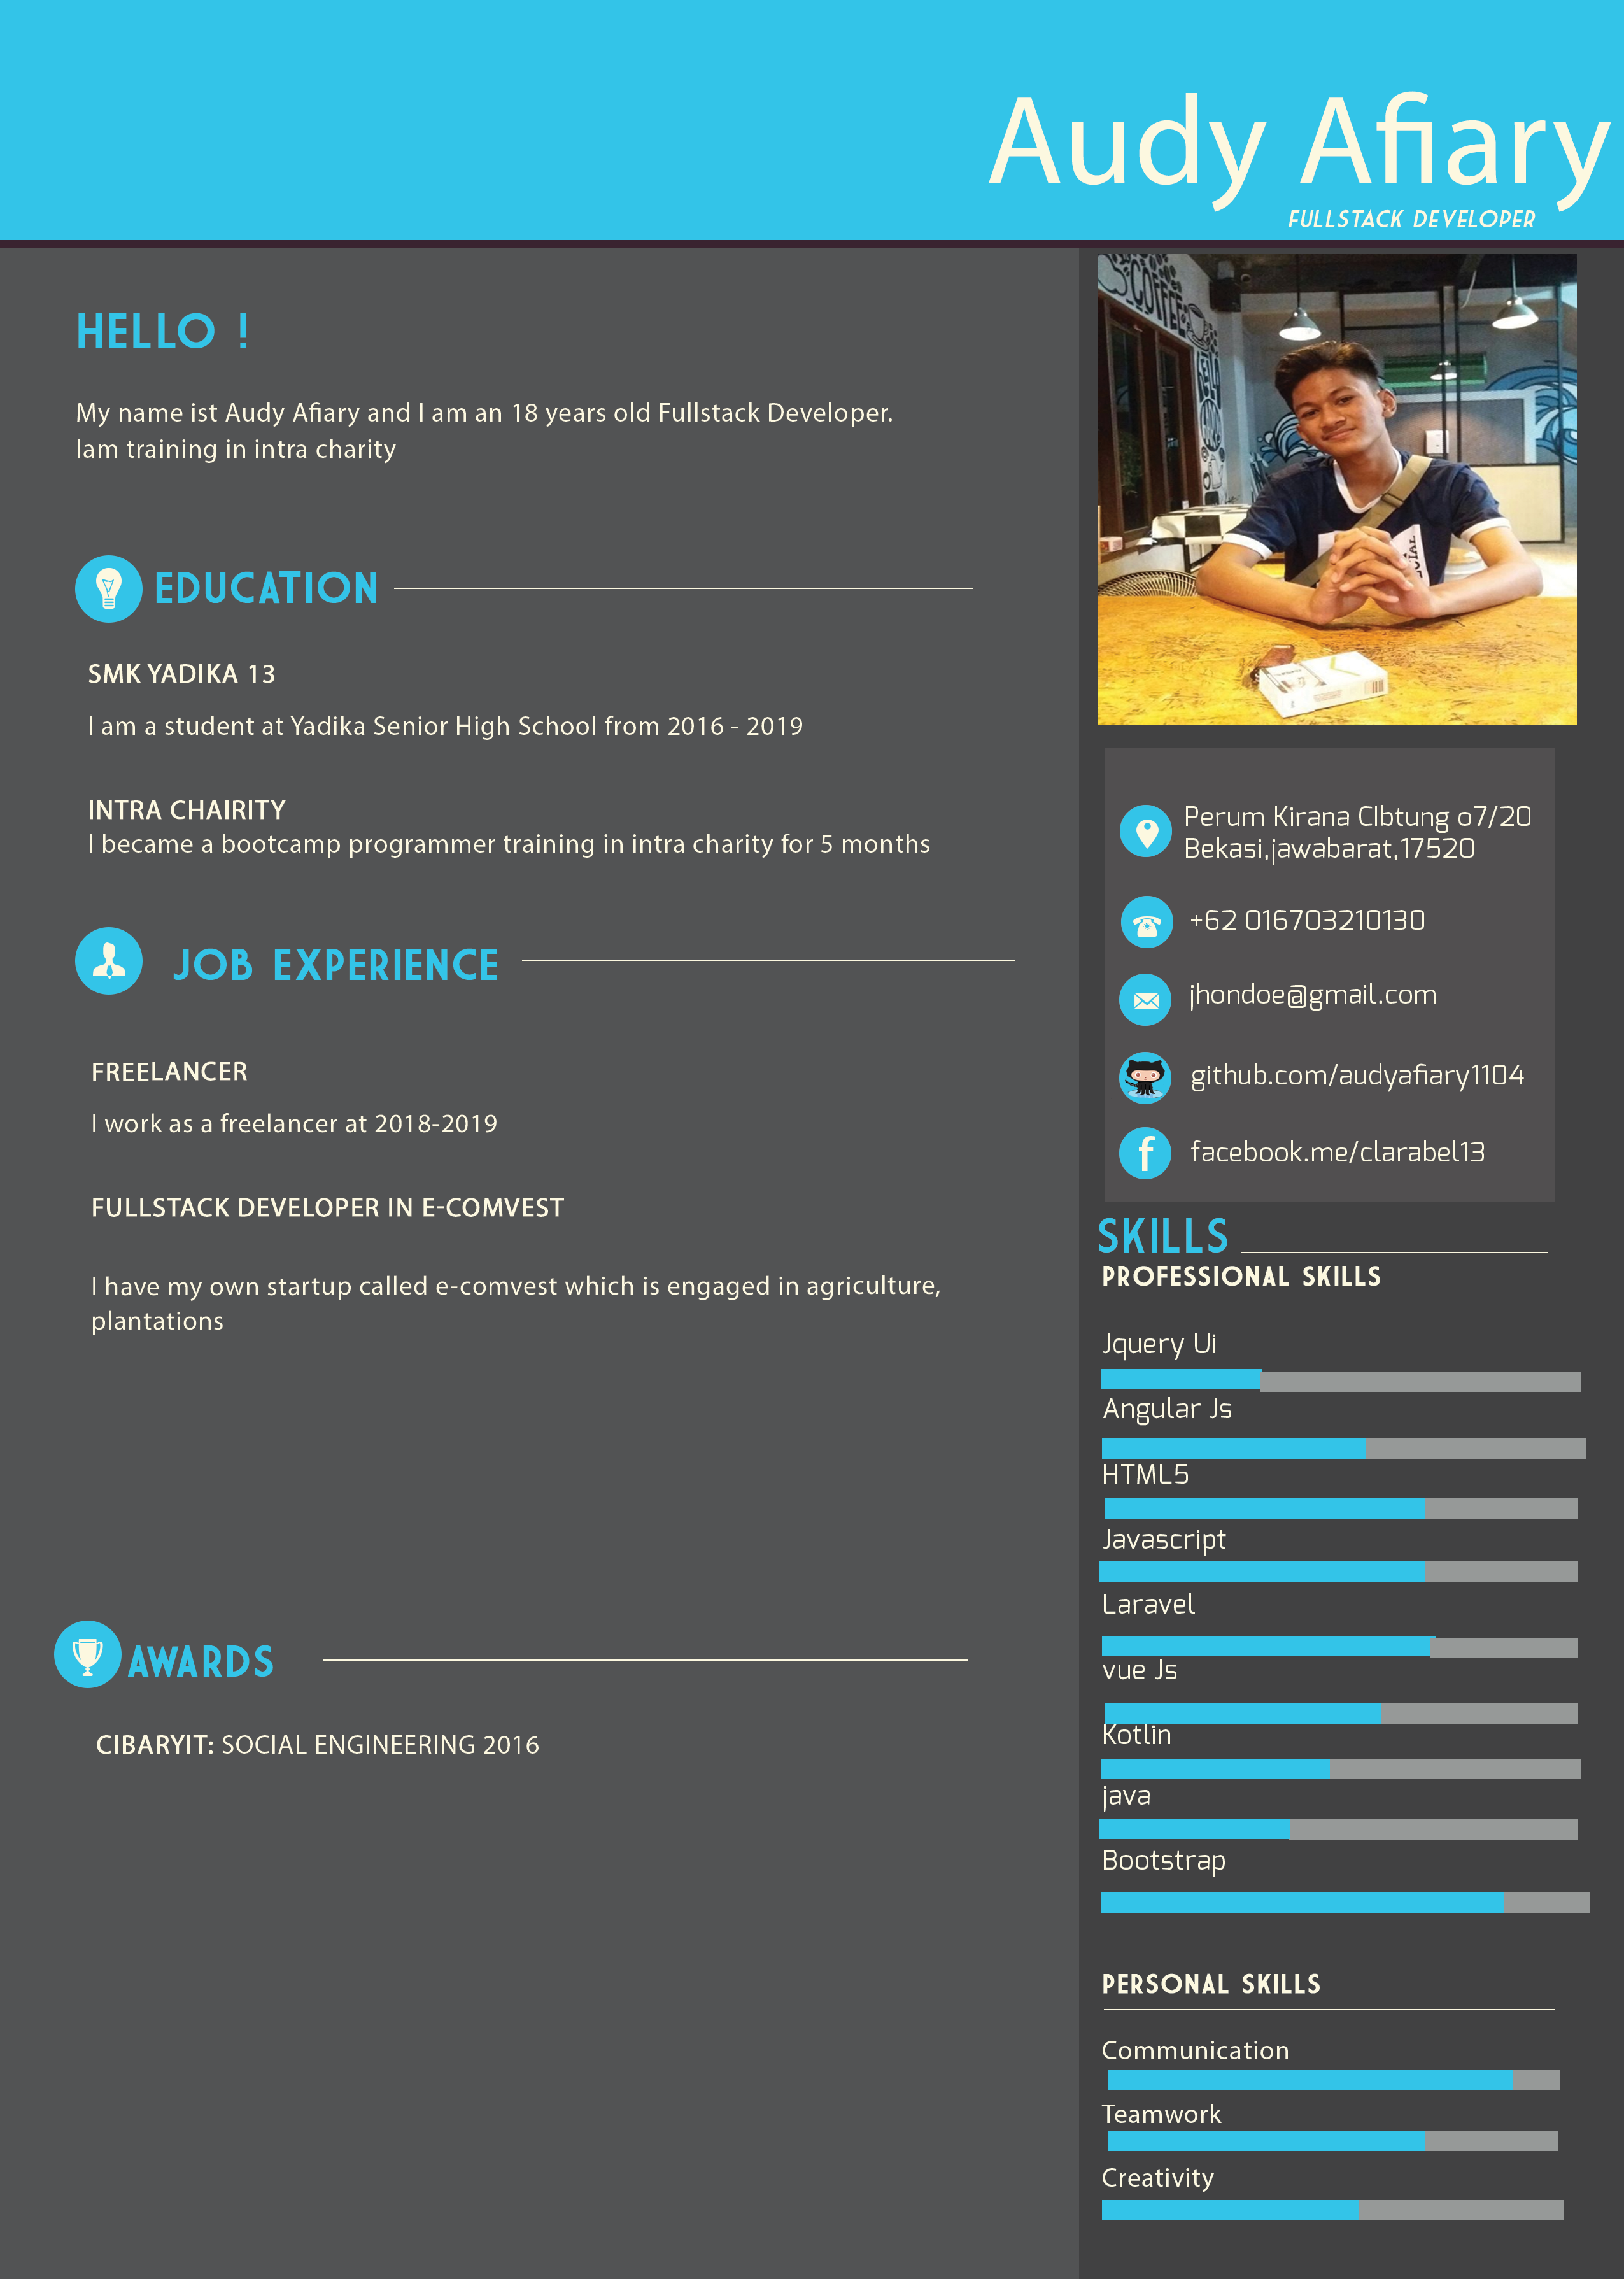 Audy Afiary
FULLSTACK DEVELOPER
HELLO !
My name ist Audy Afiary and I am an 18 years old Fullstack Developer.
Iam training in intra charity
EDUCATION
SMK YADIKA 13
I am a student at Yadika Senior High School from 2016 - 2019
INTRA CHAIRITY
I became a bootcamp programmer training in intra charity for 5 months
JOB EXPERIENCE
FREELANCER
I work as a freelancer at 2018-2019
FULLSTACK DEVELOPER IN E-COMVEST
I have my own startup called e-comvest which is engaged in agriculture,
plantations
AWARDS
CIBARYIT: SOCIAL ENGINEERING 2016
COFFEE
Perum Kirana CIbtung o7/20
Bekasi,jawabarat,17520
+62 016703210130
jhondoe@gmail.com
github.com/audyafiary1104
f
facebook.me/clarabel13
SKILLS
PROFESSIONAL SKILLS
Jquery Ui
Angular Js
HTML5
Javascript
Laravel
vue Js
Kotlin
java
Bootstrap
PERSONAL SKILLS
Communication
Teamwork
Creativity